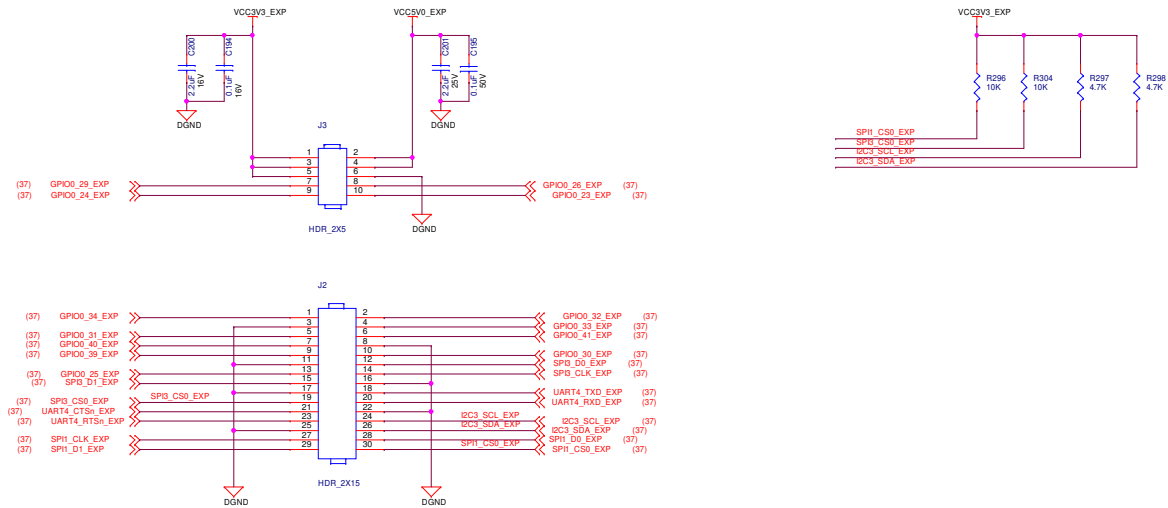 VCC3V3_EXP
VCC5V0_EXP
VCC3V3_EXP
C200
2.2uF
16V
C194
0.1uF
16V
C201
2.2uF
25V
C195
0.1uF
50V
R296
10K
R304
10K
R297
4.7K
R298
4.7K
DGND
DGND
SPI1_CS0_EXP
SPI3_CS0_EXP
I2C3_SCL_EXP
I2C3_SDA_EXP
J3
1 2
3 4
5 6
(37) GPIO0_29_EXP 7 8 GPIO0_26_EXP (37)
(37) GPIO0_24_EXP 9 10 GPIO0_23_EXP (37)
HDR_2X5
DGND
J2
(37) GPIO0_34_EXP 1 2 GPIO0_32_EXP (37)
3 4 GPIO0_33_EXP (37)
(37) GPIO0_31_EXP 5 6 GPIO0_41_EXP (37)
(37) GPIO0_40_EXP 7 8
(37) GPIO0_39_EXP 9 10 GPIO0_30_EXP (37)
11 12 SPI3_D0_EXP (37)
(37) GPIO0_25_EXP 13 14 SPI3_CLK_EXP (37)
(37) SPI3_D1_EXP 15 16
17 18 UART4_TXD_EXP (37)
(37) SPI3_CS0_EXP SPI3_CS0_EXP 19 20 UART4_RXD_EXP (37)
(37) UART4_CTSn_EXP 21 22
(37) UART4_RTSn_EXP 23 24 I2C3_SCL_EXP I2C3_SCL_EXP (37)
25 26 I2C3_SDA_EXP I2C3_SDA_EXP (37)
(37) SPI1_CLK_EXP 27 28 SPI1_D0_EXP (37)
(37) SPI1_D1_EXP 29 30 SPI1_CS0_EXP SPI1_CS0_EXP (37)
HDR_2X15
DGND
DGND